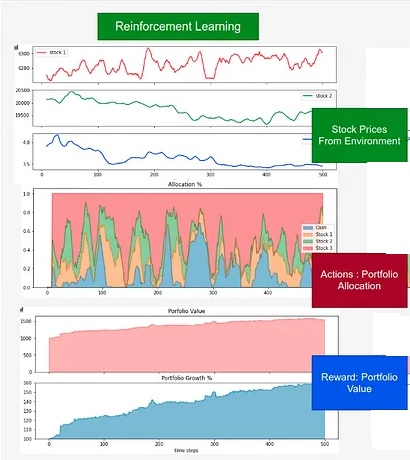 Reinforcement Learning
6300
6280
stock 1
20500
20000
19500
stock 2
Stock Prices
From Environment
4.0
3.5
0 100 200 300 400 500
Allocation %
1.0
0.8
0.6
0.4
0.2
0.0
Cash
Stock 1
Stock 2
Stock 3
0 100 200 300 400
Actions : Portfolio
Allocation
Porfolio Value
1500
1000
500
0
Portfolio Growth %
160
150
140
130
120
110
100
0 100 200 300 400 500
time steps
Reward: Portfolio
Value